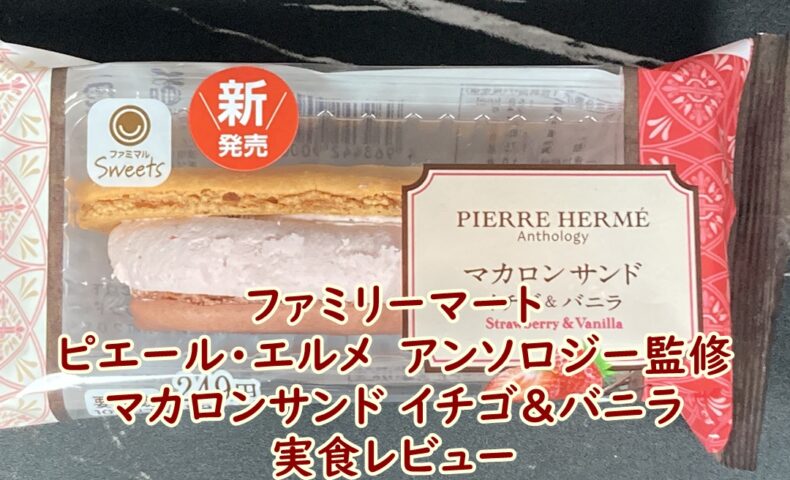 新
発売
ファミマル
Sweets
PIERRE HERMÉ
Anthology
マカロン サンド
イチゴ&バニラ
Strawberry & Vanilla
ファミリーマート
ピエール・エルメ アンソロジー監修
マカロンサンド イチゴ&バニラ
実食レビュー